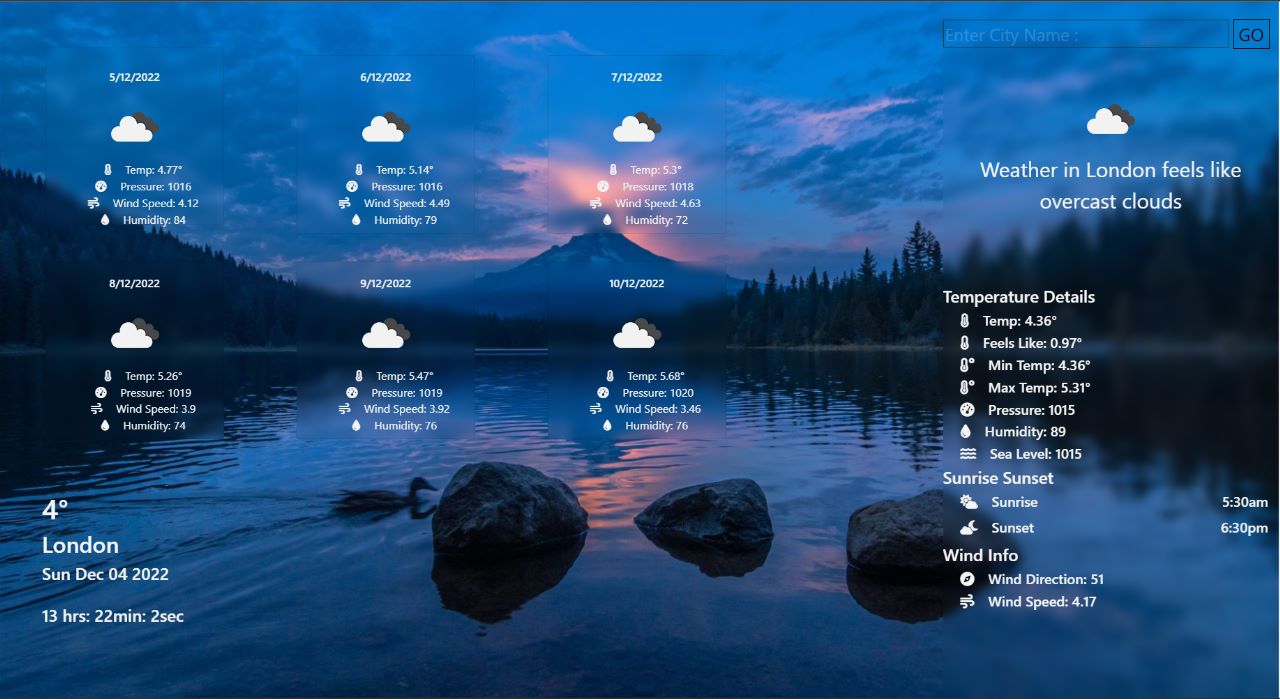 Enter City Name :
GO
5/12/2022
Temp: 4.77°
Pressure: 1016
Wind Speed: 4.12
Humidity: 84
6/12/2022
Temp: 5.14°
Pressure: 1016
Wind Speed: 4.49
Humidity: 79
7/12/2022
Temp: 5.3°
Pressure: 1018
Wind Speed: 4.63
Humidity: 72
8/12/2022
Temp: 5.26°
Pressure: 1019
Wind Speed: 3.9
Humidity: 74
9/12/2022
Temp: 5.47°
Pressure: 1019
Wind Speed: 3.92
Humidity: 76
10/12/2022
Temp: 5.68°
Pressure: 1020
Wind Speed: 3.46
Humidity: 76
4°
London
Sun Dec 04 2022
13 hrs: 22min: 2sec
Weather in London feels like
overcast clouds
Temperature Details
Temp: 4.36°
Feels Like: 0.97°
Min Temp: 4.36°
Max Temp: 5.31°
Pressure: 1015
Humidity: 89
Sea Level: 1015
Sunrise Sunset
Sunrise 5:30am
Sunset 6:30pm
Wind Info
Wind Direction: 51
Wind Speed: 4.17